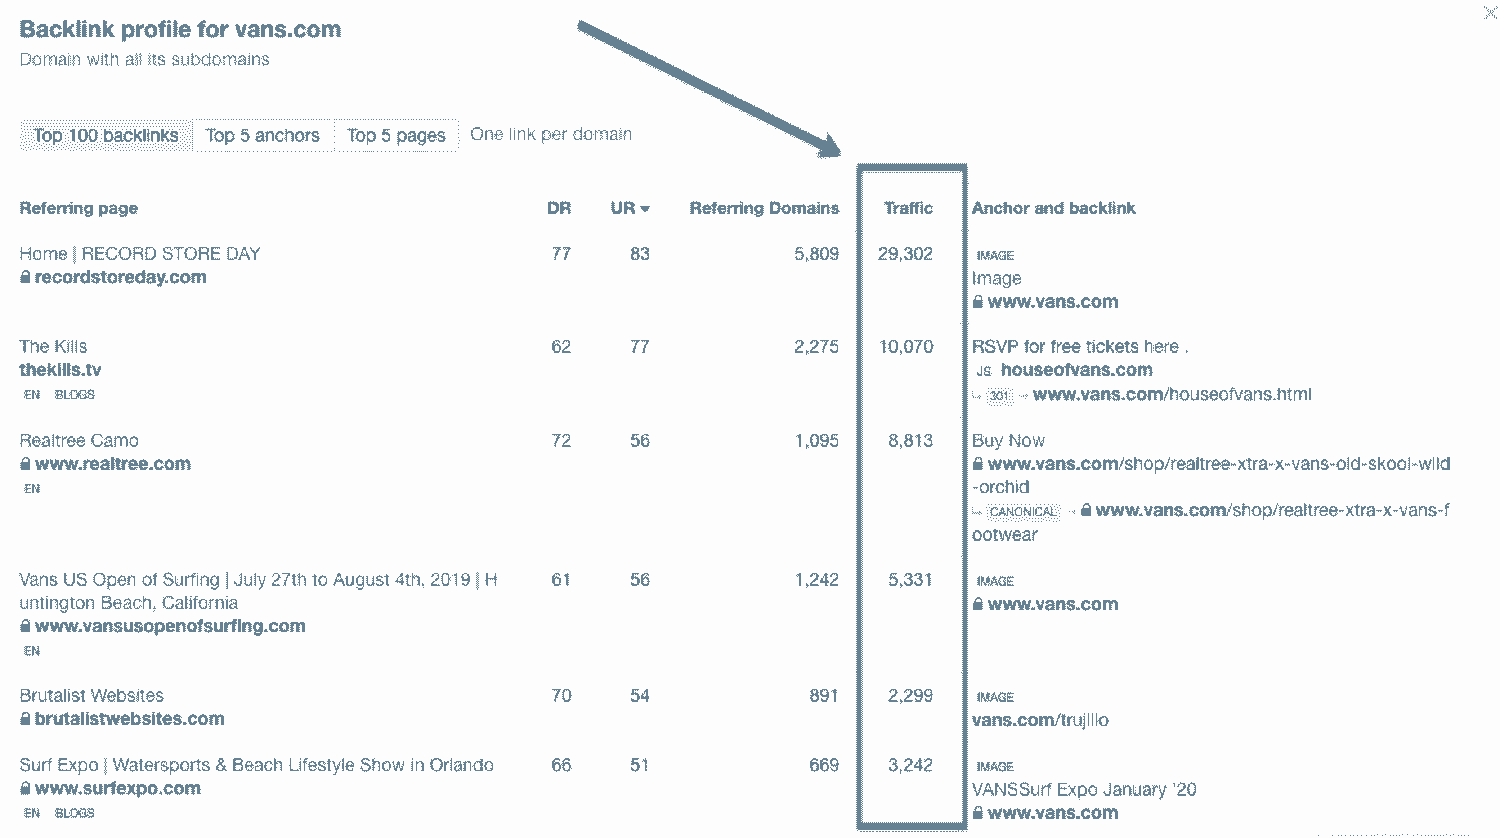 Backlink profile for vans.com
Domain with all its subdomains
Top 100 backlinks Top 5 anchors Top 5 pages One link per domain
Referring page DR UR Referring Domains Traffic Anchor and backlink
Home | RECORD STORE DAY 77 83 5,809 29,302 IMAGE
recordstoreday.com Image
www.vans.com
The Kills 62 77 2,275 10,070 RSVP for free tickets here .
thekills.tv JS houseofvans.com
EN BLOGS 301 www.vans.com/houseofvans.html
Realtree Camo 72 56 1,095 8,813 Buy Now
www.realtree.com www.vans.com/shop/realtree-xtra-x-vans-old-skool-wild
EN -orchid
CANONICAL www.vans.com/shop/realtree-xtra-x-vans-f
ootwear
Vans US Open of Surfing | July 27th to August 4th, 2019 | H 61 56 1,242 5,331 IMAGE
untington Beach, California www.vans.com
www.vansusopenofsurfing.com
EN
Brutalist Websites 70 54 891 2,299 IMAGE
brutalistwebsites.com vans.com/trujillo
Surf Expo | Watersports & Beach Lifestyle Show in Orlando 66 51 669 3,242 IMAGE
www.surfexpo.com VANSSurf Expo January '20
EN BLOGS www.vans.com